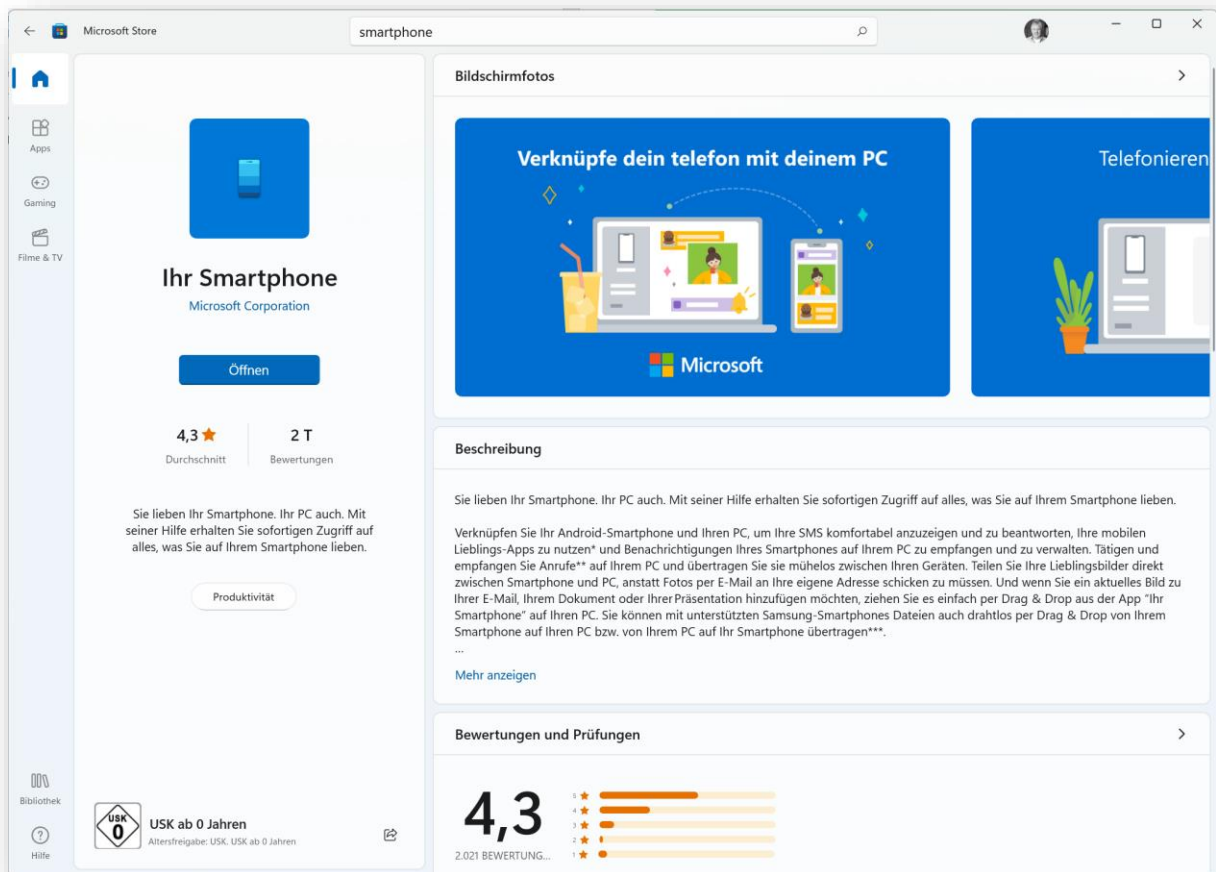 Microsoft Store
smartphone
Apps
Gaming
Filme & TV
Bibliothek
Hilfe
Ihr Smartphone
Microsoft Corporation
Öffnen
4,3
Durchschnitt
2 T
Bewertungen
Sie lieben Ihr Smartphone. Ihr PC auch. Mit
seiner Hilfe erhalten Sie sofortigen Zugriff auf
alles, was Sie auf Ihrem Smartphone lieben.
Produktivität
USK
0
USK ab 0 Jahren
Altersfreigabe: USK. USK ab 0 Jahren
Bildschirmfotos
Verknüpfe dein telefon mit deinem PC
Microsoft
Telefonieren
Beschreibung
Sie lieben Ihr Smartphone. Ihr PC auch. Mit seiner Hilfe erhalten Sie sofortigen Zugriff auf alles, was Sie auf Ihrem Smartphone lieben.
Verknüpfen Sie Ihr Android-Smartphone und Ihren PC, um Ihre SMS komfortabel anzuzeigen und zu beantworten, Ihre mobilen
Lieblings-Apps zu nutzen* und Benachrichtigungen Ihres Smartphones auf Ihrem PC zu empfangen und zu verwalten. Tätigen und
empfangen Sie Anrufe** auf Ihrem PC und übertragen Sie sie mühelos zwischen Ihren Geräten. Teilen Sie Ihre Lieblingsbilder direkt
zwischen Smartphone und PC, anstatt Fotos per E-Mail an Ihre eigene Adresse schicken zu müssen. Und wenn Sie ein aktuelles Bild zu
Ihrer E-Mail, Ihrem Dokument oder Ihrer Präsentation hinzufügen möchten, ziehen Sie es einfach per Drag & Drop aus der App "Ihr
Smartphone" auf Ihren PC. Sie können mit unterstützten Samsung-Smartphones Dateien auch drahtlos per Drag & Drop von Ihrem
Smartphone auf Ihren PC bzw. von Ihrem PC auf Ihr Smartphone übertragen***.
...
Mehr anzeigen
Bewertungen und Prüfungen
4,3
2.021 BEWERTUNG...
5
4
3
2
1